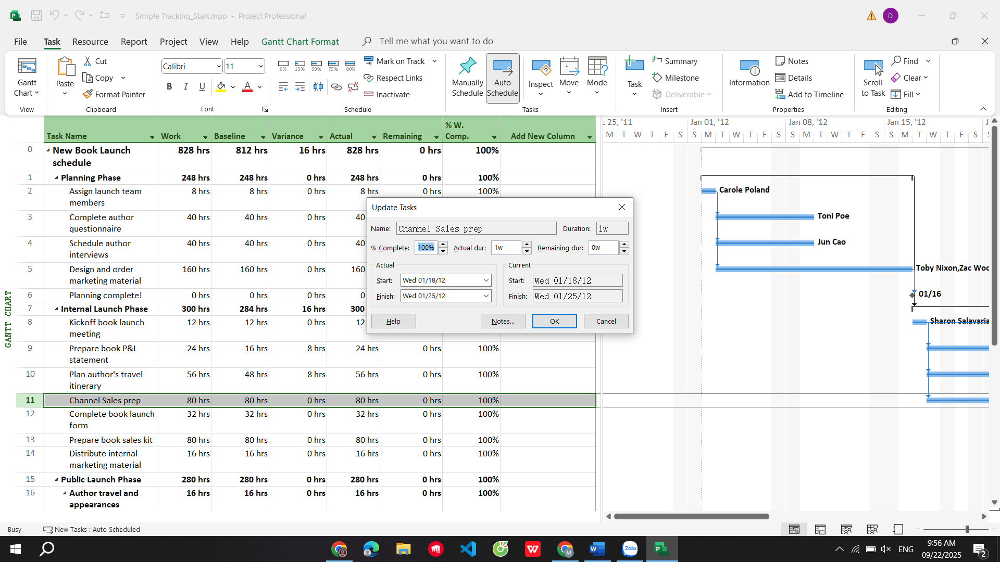 Simple Tracking_Start.mpp - Project Professional
D
File Task Resource Report Project View Help Gantt Chart Format Tell me what you want to do
Gantt Chart
View
Paste
Cut
Copy
Format Painter
Clipboard
Calibri 11
B I U A
Font
0% 25% 50% 75% 100%
Mark on Track
Respect Links
Inactivate
Schedule
Manually Schedule
Auto Schedule
Inspect
Move
Mode
Tasks
Task
Summary
Milestone
Deliverable
Insert
Information
Notes
Details
Add to Timeline
Properties
Scroll to Task
Find
Clear
Fill
Editing
Task Name Work Baseline Variance Actual Remaining % W. Comp. Add New Column
0 New Book Launch schedule 828 hrs 812 hrs 16 hrs 828 hrs 0 hrs 100%
1 Planning Phase 248 hrs 248 hrs 0 hrs 248 hrs 0 hrs 100%
2 Assign launch team members 8 hrs 8 hrs 0 hrs 8 hrs 0 hrs 100%
3 Complete author questionnaire 40 hrs 40 hrs 0 hrs 40
4 Schedule author interviews 40 hrs 40 hrs 0 hrs 40
5 Design and order marketing material 160 hrs 160 hrs 0 hrs 160
6 Planning complete! 0 hrs 0 hrs 0 hrs 0
7 Internal Launch Phase 300 hrs 284 hrs 16 hrs 300
8 Kickoff book launch meeting 12 hrs 12 hrs 0 hrs 12
9 Prepare book P&L statement 24 hrs 16 hrs 8 hrs 24 hrs 0 hrs 100%
10 Plan author's travel itinerary 56 hrs 48 hrs 8 hrs 56 hrs 0 hrs 100%
11 Channel Sales prep 80 hrs 80 hrs 0 hrs 80 hrs 0 hrs 100%
12 Complete book launch form 32 hrs 32 hrs 0 hrs 32 hrs 0 hrs 100%
13 Prepare book sales kit 80 hrs 80 hrs 0 hrs 80 hrs 0 hrs 100%
14 Distribute internal marketing material 16 hrs 16 hrs 0 hrs 16 hrs 0 hrs 100%
15 Public Launch Phase 280 hrs 280 hrs 0 hrs 280 hrs 0 hrs 100%
16 Author travel and appearances 16 hrs 16 hrs 0 hrs 16 hrs 0 hrs 100%
GANTT CHART
Update Tasks
Name: Channel Sales prep Duration: 1w
% Complete: 100% Actual dur: 1w Remaining dur: 0w
Actual
Start: Wed 01/18/12
Finish: Wed 01/25/12
Current
Start: Wed 01/18/12
Finish: Wed 01/25/12
Help Notes... OK Cancel
c 25, '11 Jan 01, '12 Jan 08, '12 Jan 15, '12 J
M T W T F S S M T W T F S S M T W T F S S M T W T F S S
Carole Poland
Toni Poe
Jun Cao
Toby Nixon,Zac Woo
01/16
Sharon Salavaria
Busy New Tasks : Auto Scheduled
Zalo
ENG
9:56 AM
09/22/2025
2